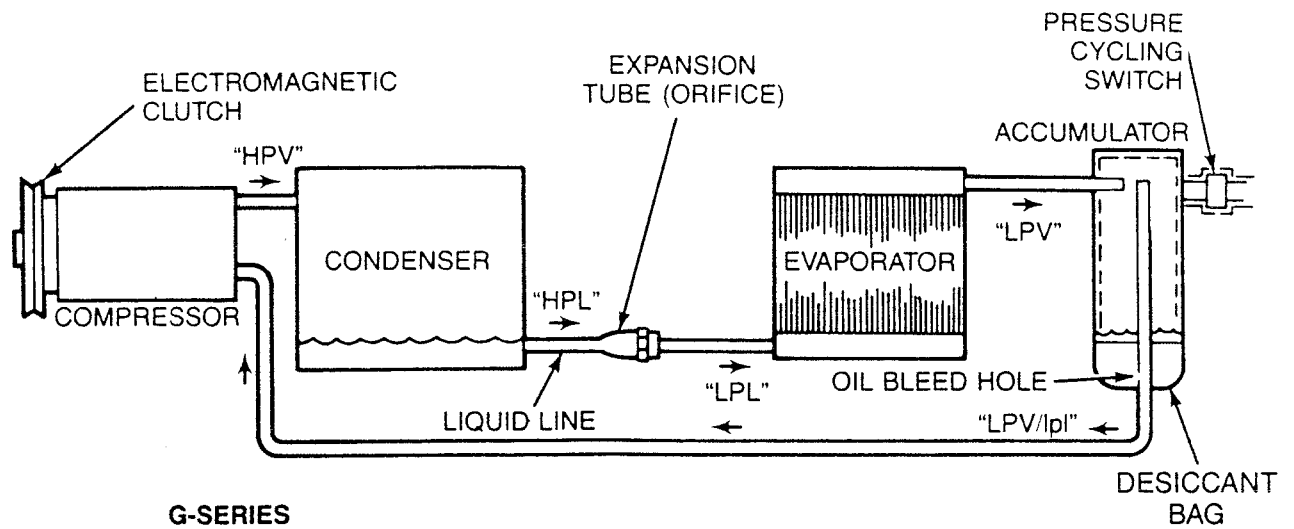 PRESSURE
CYCLING
SWITCH
ELECTROMAGNETIC
CLUTCH
EXPANSION
TUBE (ORIFICE)
ACCUMULATOR
"HPV"
"LPV"
CONDENSER
EVAPORATOR
"HPL"
COMPRESSOR
"LPL"
OIL BLEED HOLE
LIQUID LINE
"LPV/lpl"
DESICCANT
BAG
G-SERIES